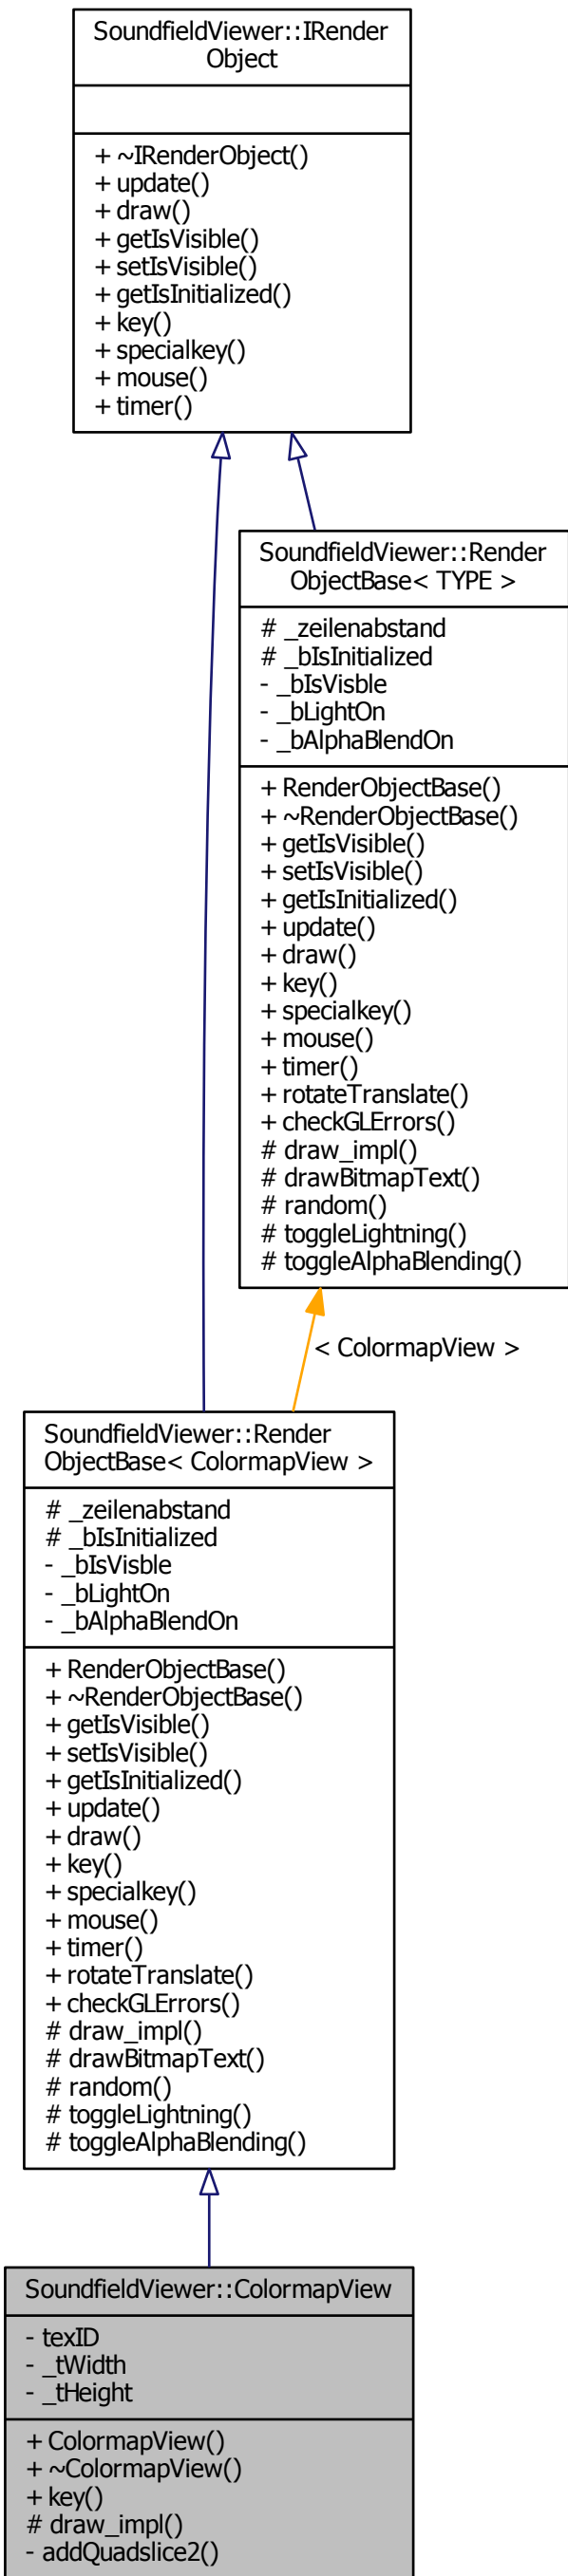 SoundfieldViewer::IRender
Object
+ ~IRenderObject()
+ update()
+ draw()
+ getIsVisible()
+ setIsVisible()
+ getIsInitialized()
+ key()
+ specialkey()
+ mouse()
+ timer()
SoundfieldViewer::Render
ObjectBase< TYPE >
# _zeilenabstand
# _bIsInitialized
- _bIsVisble
- _bLightOn
- _bAlphaBlendOn
+ RenderObjectBase()
+ ~RenderObjectBase()
+ getIsVisible()
+ setIsVisible()
+ getIsInitialized()
+ update()
+ draw()
+ key()
+ specialkey()
+ mouse()
+ timer()
+ rotateTranslate()
+ checkGLErrors()
# draw_impl()
# drawBitmapText()
# random()
# toggleLightning()
# toggleAlphaBlending()
< ColormapView >
SoundfieldViewer::Render
ObjectBase< ColormapView >
# _zeilenabstand
# _bIsInitialized
- _bIsVisble
- _bLightOn
- _bAlphaBlendOn
+ RenderObjectBase()
+ ~RenderObjectBase()
+ getIsVisible()
+ setIsVisible()
+ getIsInitialized()
+ update()
+ draw()
+ key()
+ specialkey()
+ mouse()
+ timer()
+ rotateTranslate()
+ checkGLErrors()
# draw_impl()
# drawBitmapText()
# random()
# toggleLightning()
# toggleAlphaBlending()
SoundfieldViewer::ColormapView
- texID
- _tWidth
- _tHeight
+ ColormapView()
+ ~ColormapView()
+ key()
# draw_impl()
- addQuadslice2()